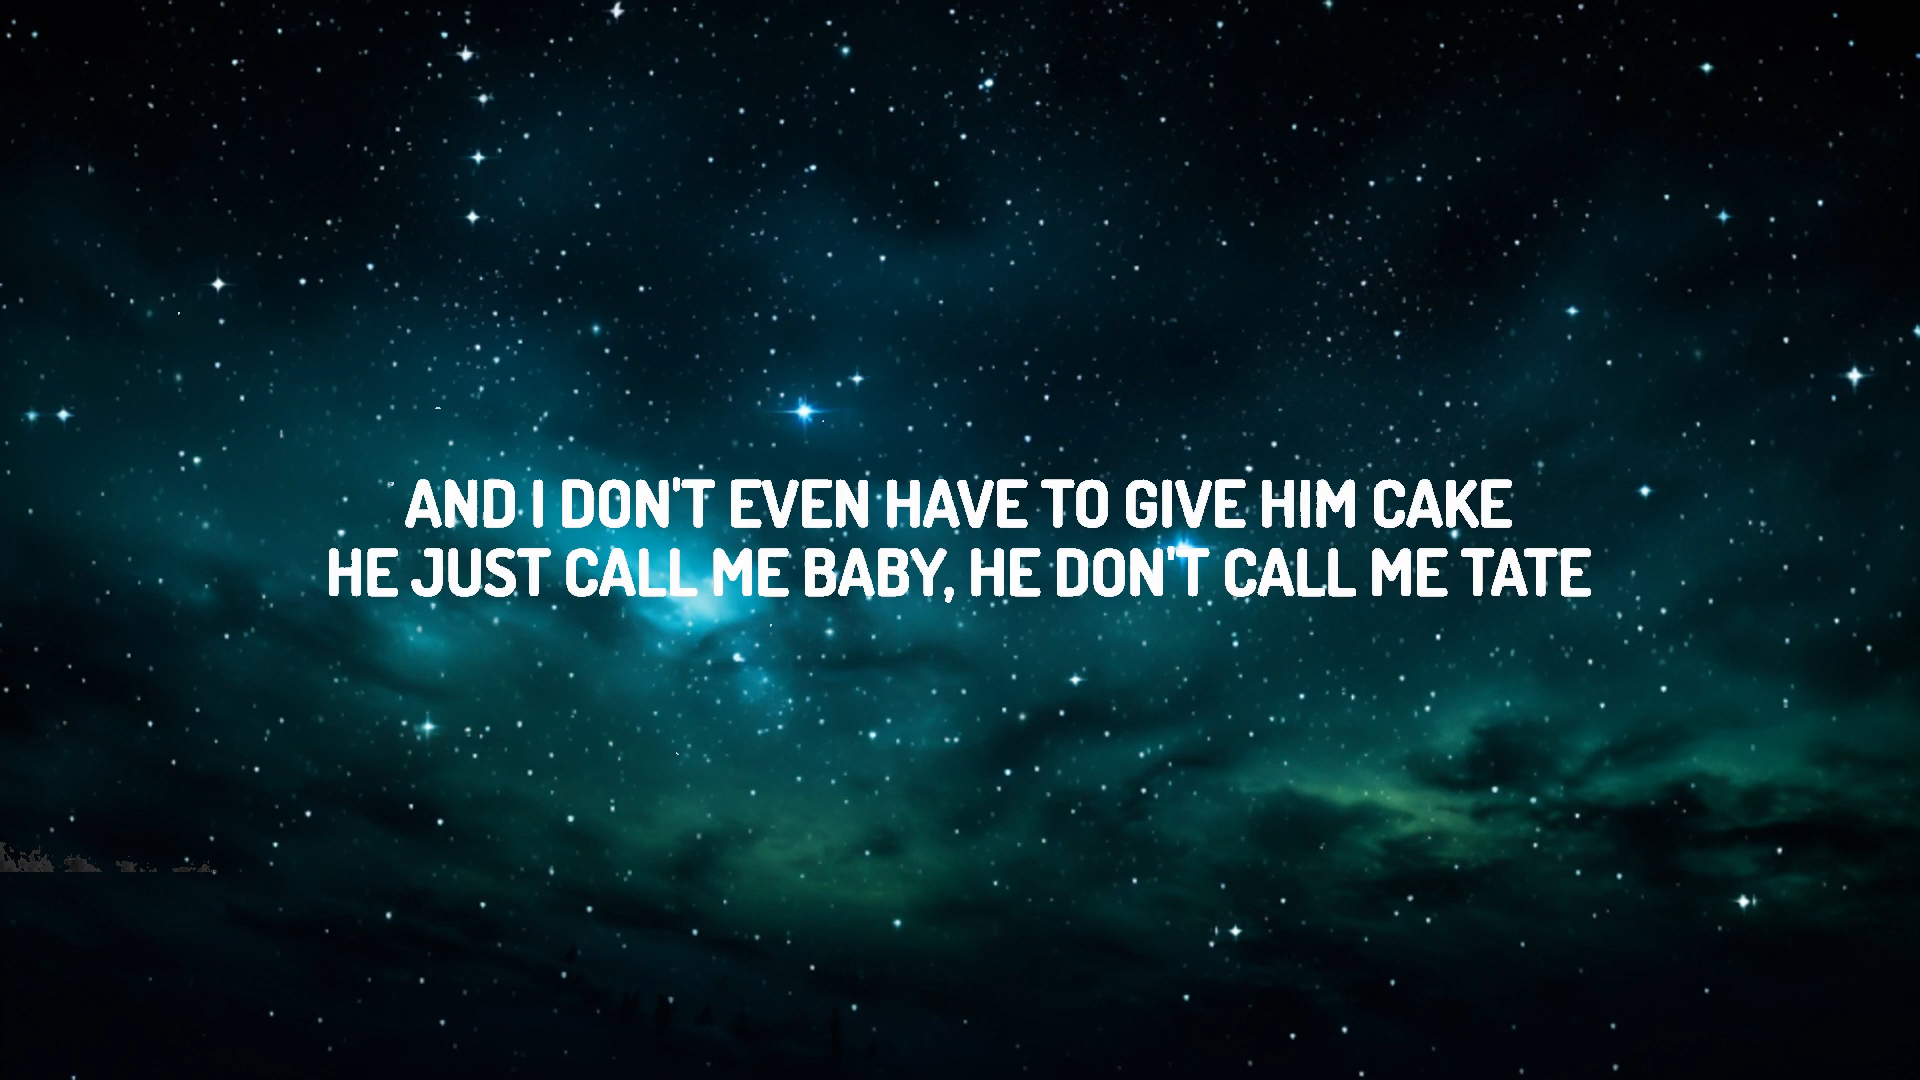 AND I DON'T EVEN HAVE TO GIVE HIM CAKE
HE JUST CALL ME BABY, HE DON'T CALL ME TATE